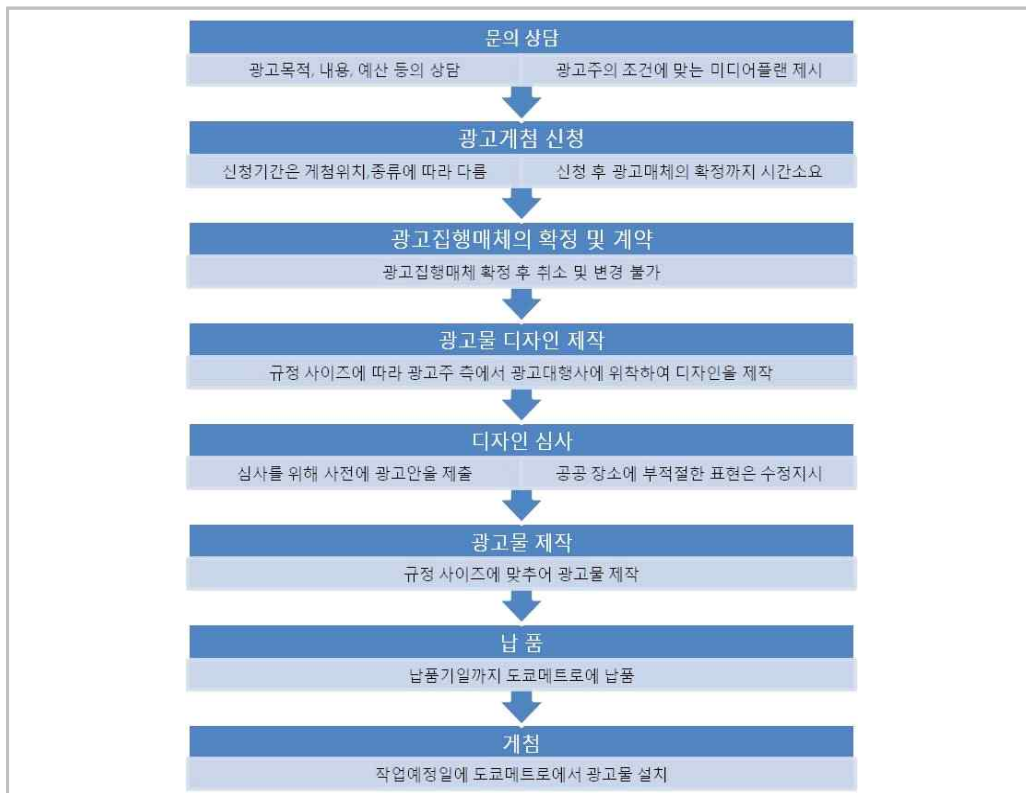 문의 상담
광고목적, 내용, 예산 등의 상담
광고주의 조건에 맞는 미디어플랜 제시
광고게첨 신청
신청기간은 게첨위치,종류에 따라 다름
신청 후 광고매체의 확정까지 시간소요
광고집행매체의 확정 및 계약
광고집행매체 확정 후 취소 및 변경 불가
광고물 디자인 제작
규정 사이즈에 따라 광고주 측에서 광고대행사에 위착하여 디자인을 제작
디자인 심사
심사를 위해 사전에 광고안을 제출
공공 장소에 부적절한 표현은 수정지시
광고물 제작
규정 사이즈에 맞추어 광고물 제작
납 품
납품기일까지 도쿄메트로에 납품
게첨
작업예정일에 도쿄메트로에서 광고물 설치